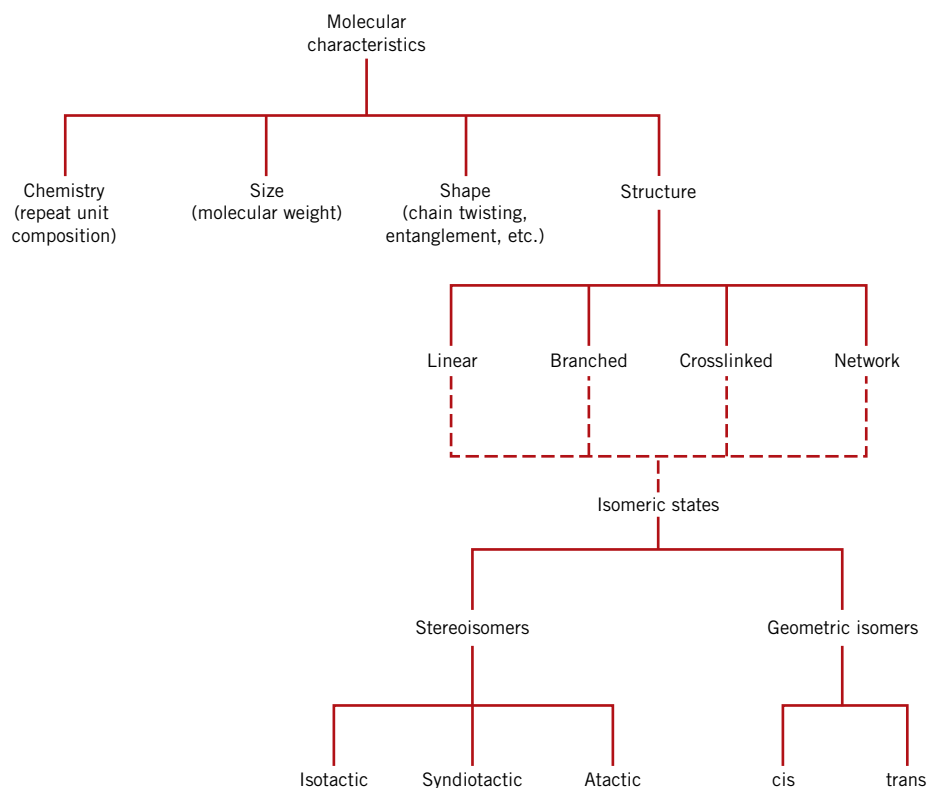 Molecular
characteristics
Chemistry
(repeat unit
composition)
Size
(molecular weight)
Shape
(chain twisting,
entanglement, etc.)
Structure
Linear
Branched
Crosslinked
Network
Isomeric states
Stereoisomers
Geometric isomers
Isotactic
Syndiotactic
Atactic
cis
trans